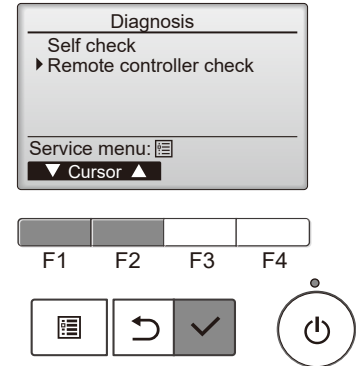 Diagnosis
Self check
Remote controller check
Service menu:
▼ Cursor ▲
F1 F2 F3 F4